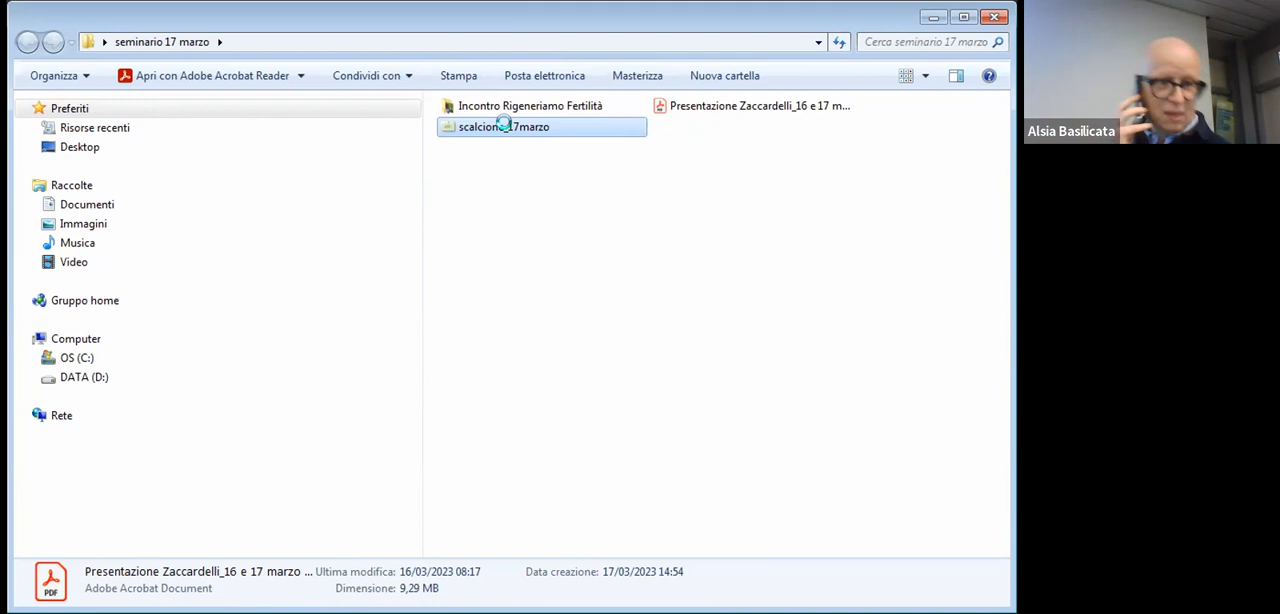 seminario 17 marzo
Cerca seminario 17 marzo
Organizza
Apri con Adobe Acrobat Reader
Condividi con
Stampa
Posta elettronica
Masterizza
Nuova cartella
Preferiti
Risorse recenti
Desktop
Raccolte
Documenti
Immagini
Musica
Video
Gruppo home
Computer
OS (C:)
DATA (D:)
Rete
Incontro Rigeneriamo Fertilità
Presentazione Zaccardelli_16 e 17 m...
17marzo
Presentazione Zaccardelli_16 e 17 marzo ...
Ultima modifica: 16/03/2023 08:17
Data creazione: 17/03/2023 14:54
Adobe Acrobat Document
Dimensione: 9,29 MB
PDF
Alsia Basilicata